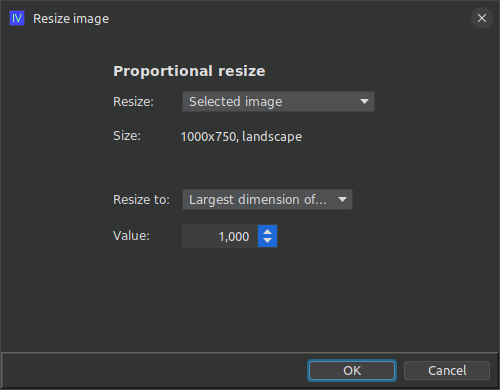 IV Resize image
Proportional resize
Resize: Selected image
Size: 1000x750, landscape
Resize to: Largest dimension of...
Value: 1,000
OK Cancel